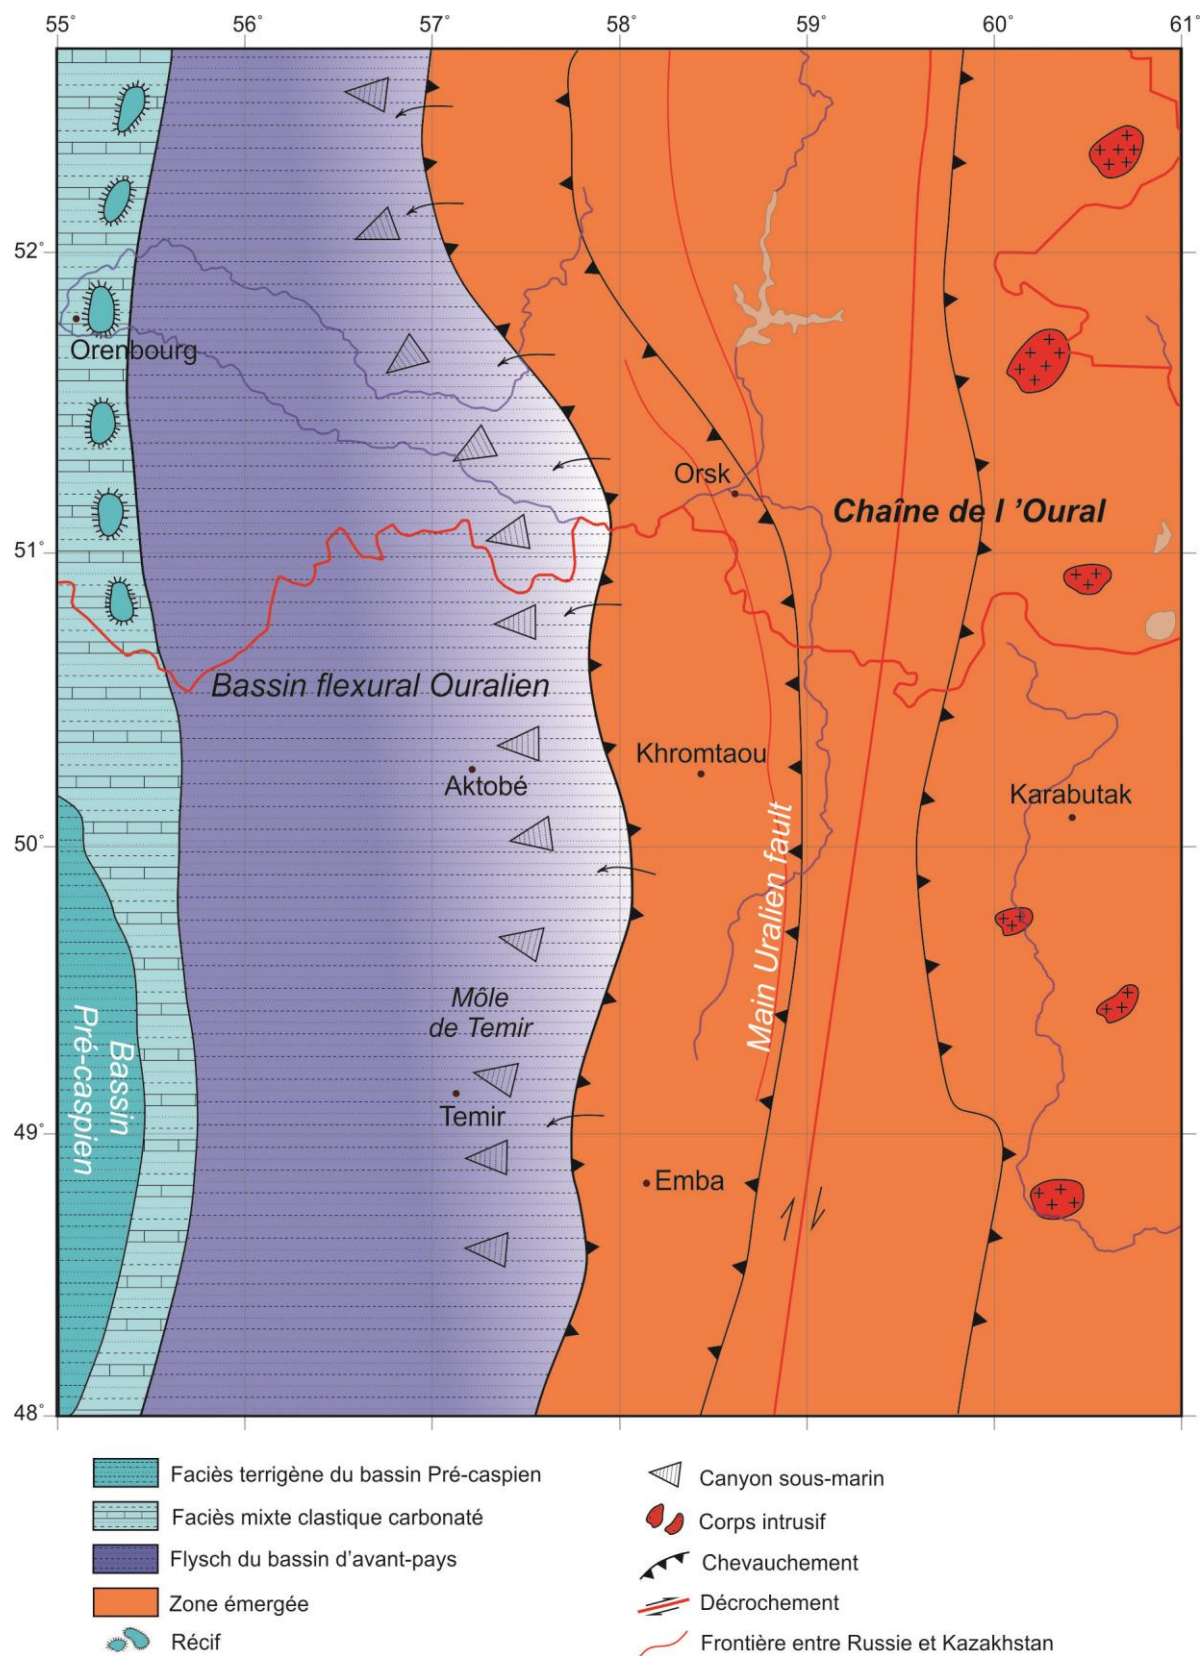 55° 56° 57° 58° 59° 60° 61°
52°
Orenbourg
Orsk
Chaîne de l ’Oural
51°
Bassin flexural Ouralien
Khromtaou
Aktobé
Karabutak
50°
Main Uralien fault
Môle
de Temir
Bassin
Pré-caspien
Temir
49°
Emba
48°
Faciès terrigène du bassin Pré-caspien
Faciès mixte clastique carbonaté
Flysch du bassin d’avant-pays
Zone émergée
Récif
Canyon sous-marin
Corps intrusif
Chevauchement
Décrochement
Frontière entre Russie et Kazakhstan